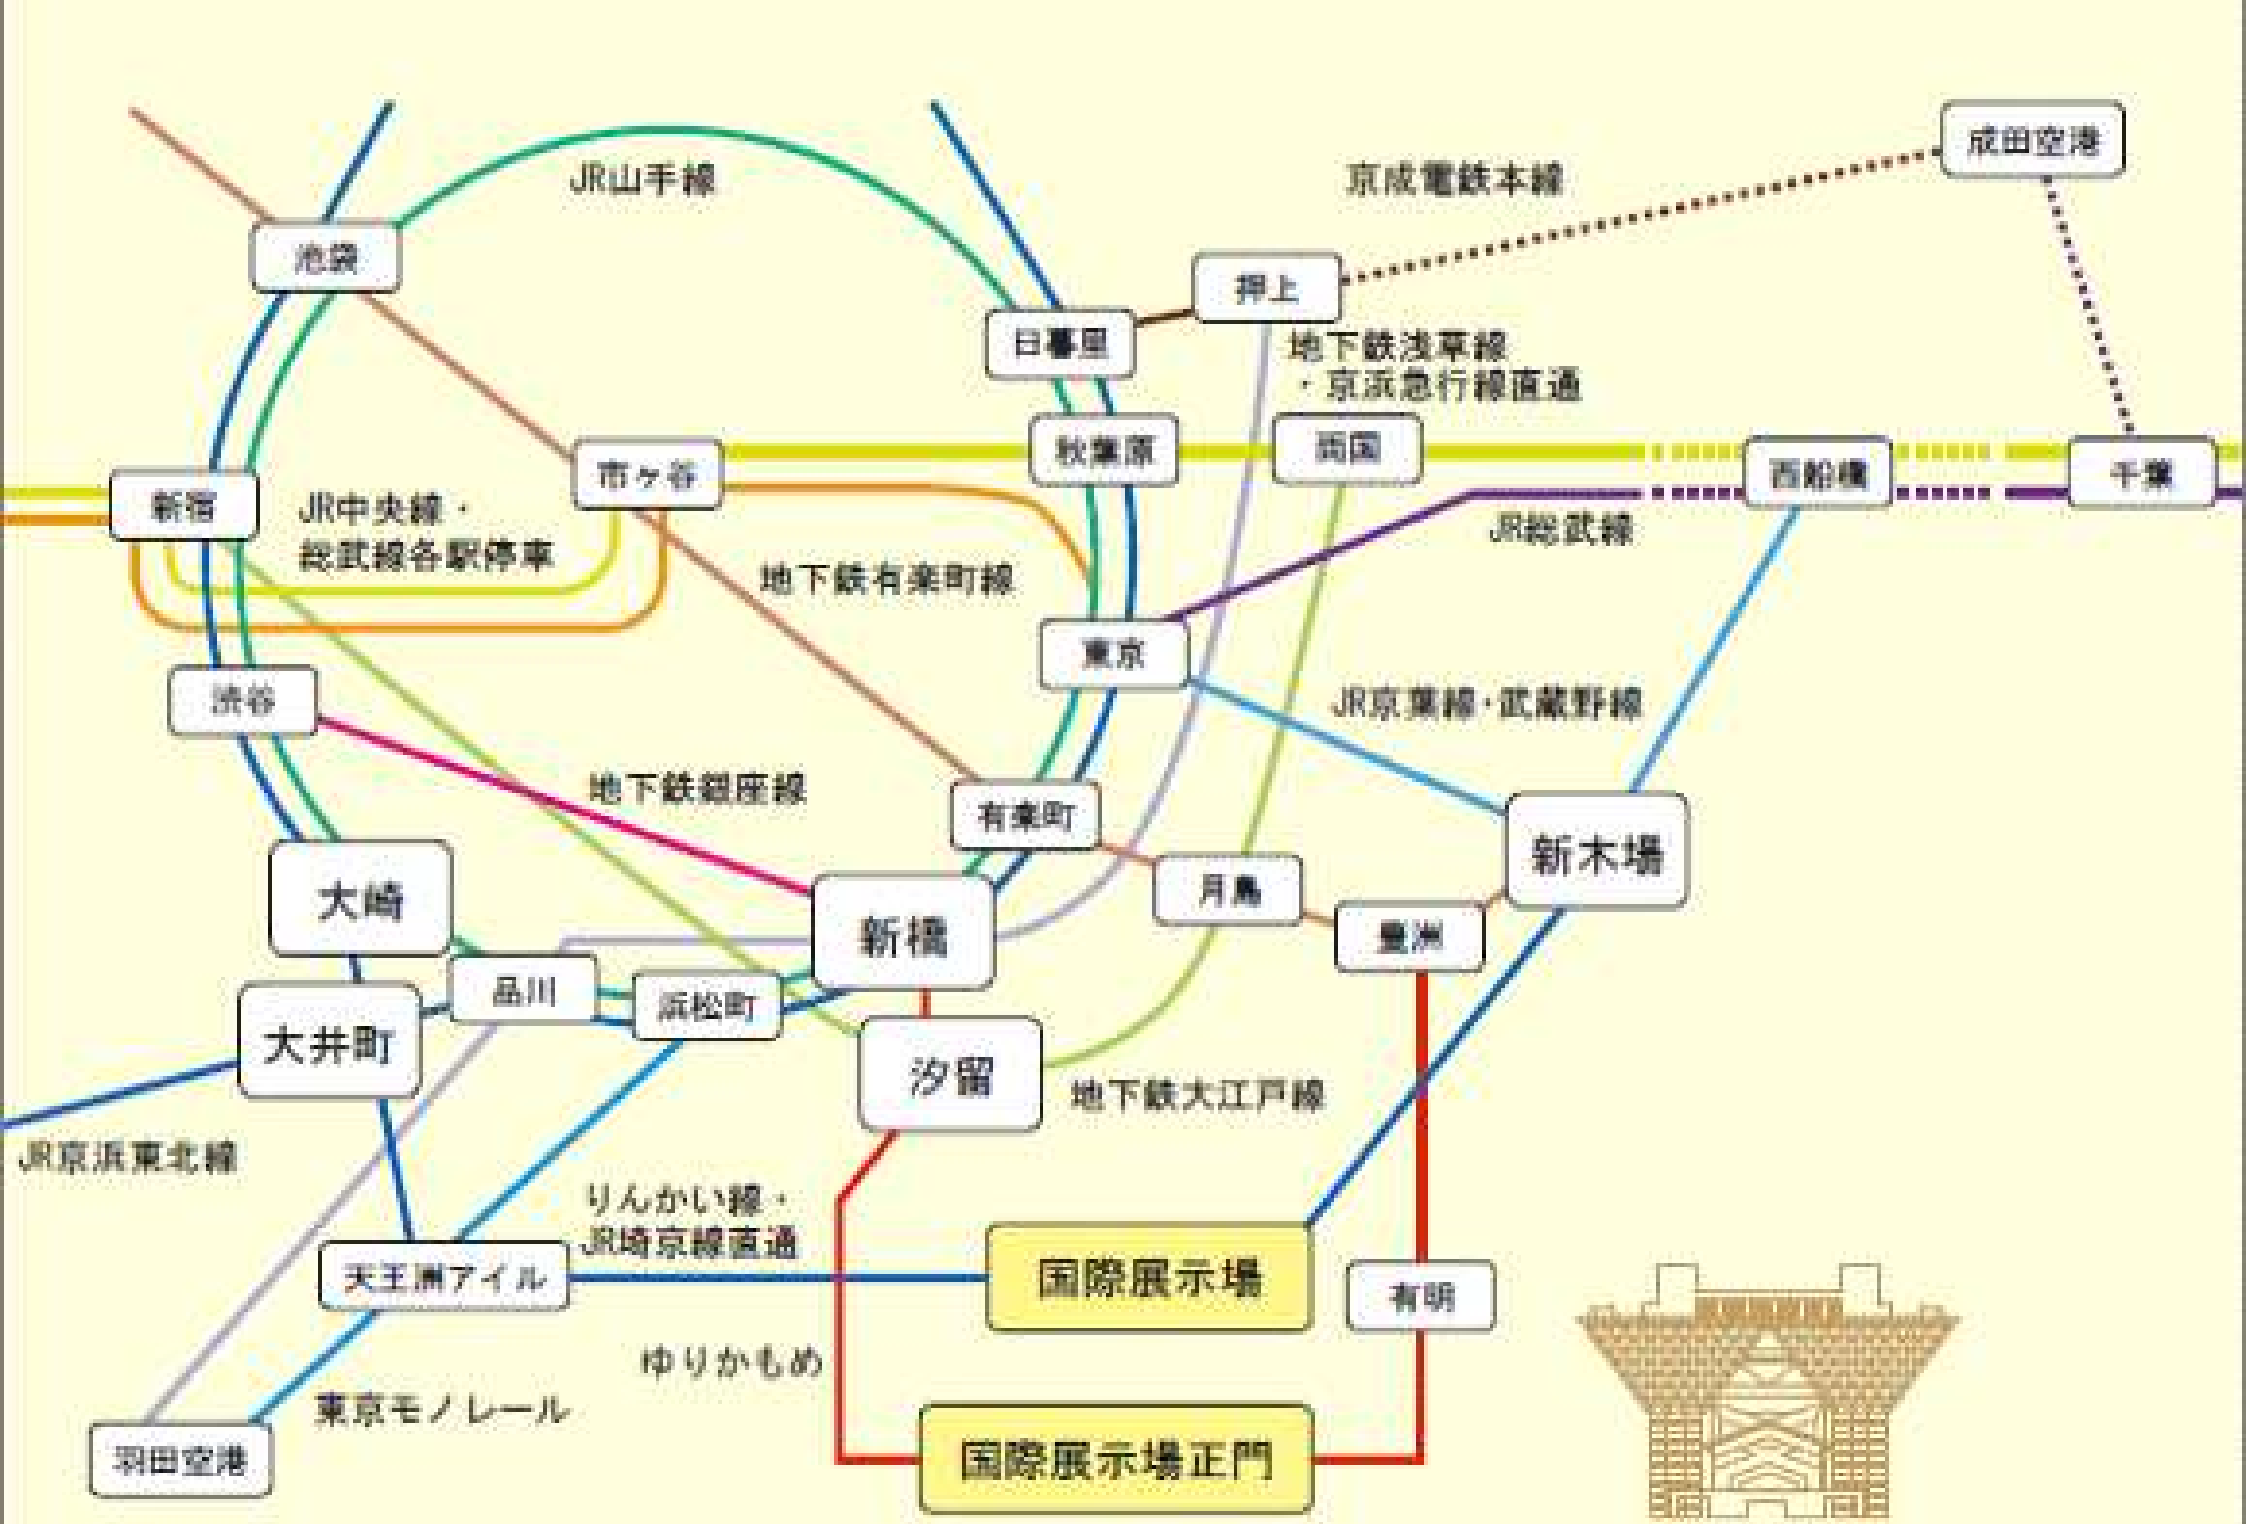 成田空港
JR山手線
京成電鉄本線
池袋
押上
日暮里
地下鉄浅草線
・京浜急行線直通
秋葉原
両国
市ヶ谷
西船橋
千葉
新宿
JR中央線・
総武線各駅停車
JR総武線
地下鉄有楽町線
東京
渋谷
JR京葉線・武蔵野線
地下鉄銀座線
有楽町
新木場
月島
大崎
新橋
豊洲
品川
浜松町
大井町
汐留
地下鉄大江戸線
JR京浜東北線
りんかい線・
JR埼京線直通
天王洲アイル
国際展示場
有明
ゆりかもめ
東京モノレール
羽田空港
国際展示場正門